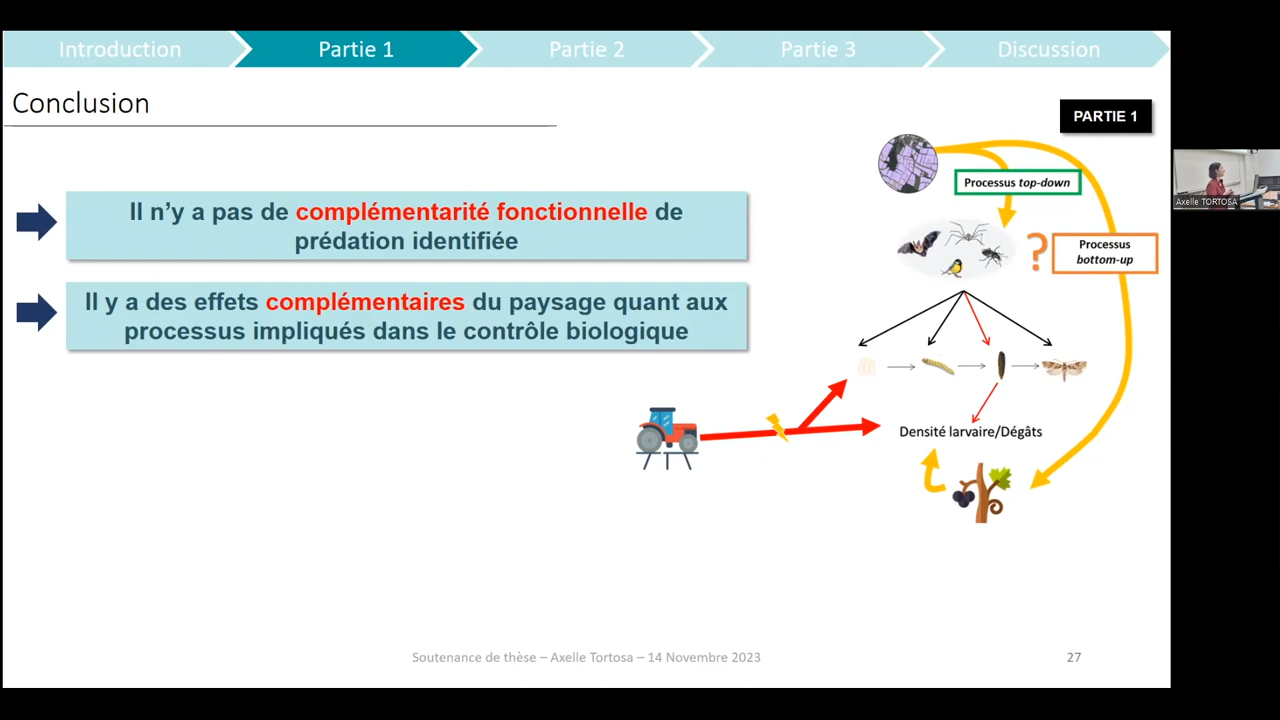 Introduction
Partie 1
Partie 2
Partie 3
Discussion
Conclusion
PARTIE 1
Il n’y a pas de complémentarité fonctionnelle de
prédation identifiée
Il y a des effets complémentaires du paysage quant aux
processus impliqués dans le contrôle biologique
Processus top-down
?
Processus
bottom-up
Densité larvaire/Dégâts
Axelle TORTOSA
Soutenance de thèse – Axelle Tortosa – 14 Novembre 2023
27